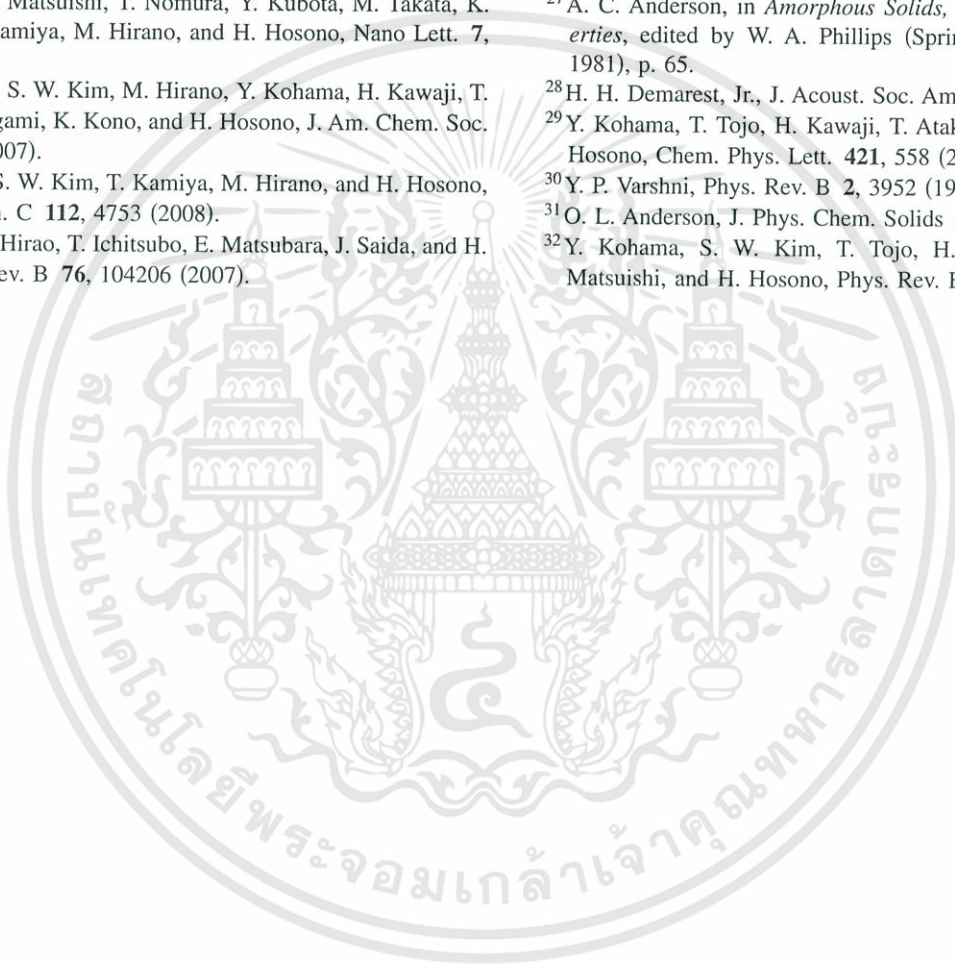 Matsuishi, T. Nomura, Y. Kubota, M. Takata, K.
amiya, M. Hirano, and H. Hosono, Nano Lett. 7,
S. W. Kim, M. Hirano, Y. Kohama, H. Kawaji, T.
gami, K. Kono, and H. Hosono, J. Am. Chem. Soc.
007).
S. W. Kim, T. Kamiya, M. Hirano, and H. Hosono,
. C 112, 4753 (2008).
Hirao, T. Ichitsubo, E. Matsubara, J. Saida, and H.
ev. B 76, 104206 (2007).
27 A. C. Anderson, in Amorphous Solids,
erties, edited by W. A. Phillips (Sprin
1981), p. 65.
28 H. H. Demarest, Jr., J. Acoust. Soc. Am
29 Y. Kohama, T. Tojo, H. Kawaji, T. Atak
Hosono, Chem. Phys. Lett. 421, 558 (2
30 Y. P. Varshni, Phys. Rev. B 2, 3952 (19
31 O. L. Anderson, J. Phys. Chem. Solids
32 Y. Kohama, S. W. Kim, T. Tojo, H.
Matsuishi, and H. Hosono, Phys. Rev. B
สถาบันเทคโนโลยีพระจอมเกล้าเจ้าคุณทหารลาดกระบัง